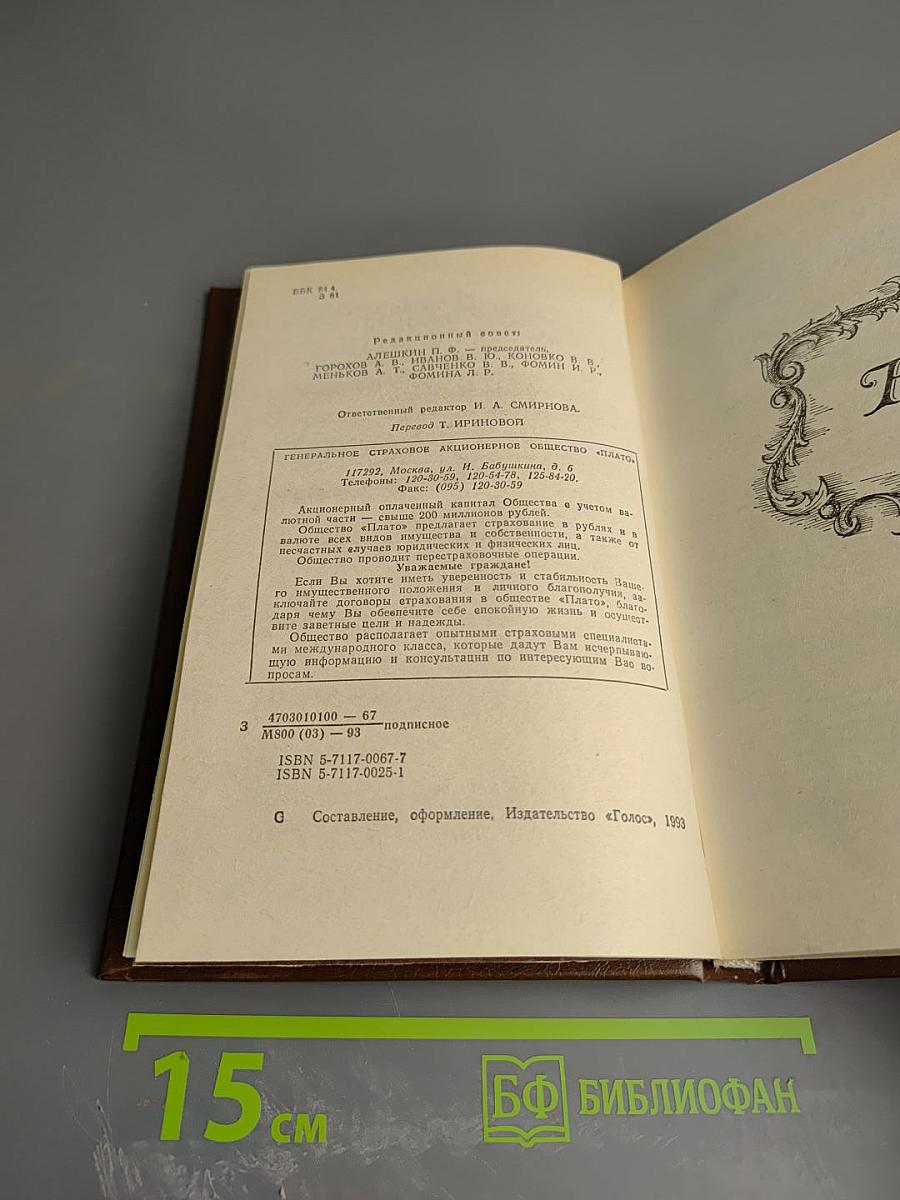 ББК 84 4.
З 81
Редакционный совет:
АЛЕШКИН П. Ф. — председатель,
ГОРОХОВ А. В., ИВАНОВ В. Ю., КОНОВКО В. В.,
МЕНЬКОВ А. Т., САВЧЕНКО В. В., ФОМИН И. Р.,
ФОМИНА Л. Р.
Ответственный редактор И. А. СМИРНОВА.
Перевод Т. ИРИНОВОЙ
ГЕНЕРАЛЬНОЕ СТРАХОВОЕ АКЦИОНЕРНОЕ ОБЩЕСТВО «ПЛАТО»
117292, Москва, ул. И. Бабушкина, д. 6
Телефоны: 120-30-59, 120-54-78, 125-84-20.
Факс: (095) 120-30-59
Акционерный оплаченный капитал Общества с учетом ва-
лютной части — свыше 200 миллионов рублей.
Общество «Плато» предлагает страхование в рублях и в
валюте всех видов имущества и собственности, а также от
несчастных случаев юридических и физических лиц.
Общество проводит перестраховочные операции.
Уважаемые граждане!
Если Вы хотите иметь уверенность и стабильность Ваше-
го имущественного положения и личного благополучия, за-
ключайте договоры страхования в обществе «Плато», благо-
даря чему Вы обеспечите себе спокойную жизнь и осущест-
вите заветные цели и надежды.
Общество располагает опытными страховыми специалиста-
ми международного класса, которые дадут Вам исчерпываю-
щую информацию и консультации по интересующим Вас во-
просам.
З 4703010100 — 67
М800 (03) — 93 подписное
ISBN 5-7117-0067-7
ISBN 5-7117-0025-1
© Составление, оформление, Издательство «Голос», 1993
15 см
БФ БИБЛИОФАН